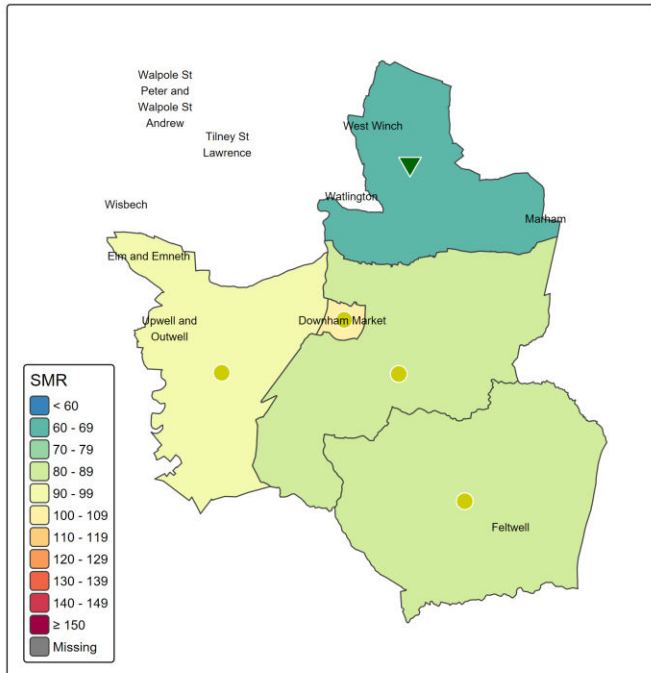 Walpole St
Peter and
Walpole St
Andrew
West Winch
Tilney St
Lawrence
Watlington
Wisbech
Marham
Elm and Emneth
Upwell and
Outwell
Downham Market
SMR
< 60
60 - 69
70 - 79
80 - 89
90 - 99
100 - 109
110 - 119
120 - 129
130 - 139
140 - 149
≥ 150
Missing
Feltwell